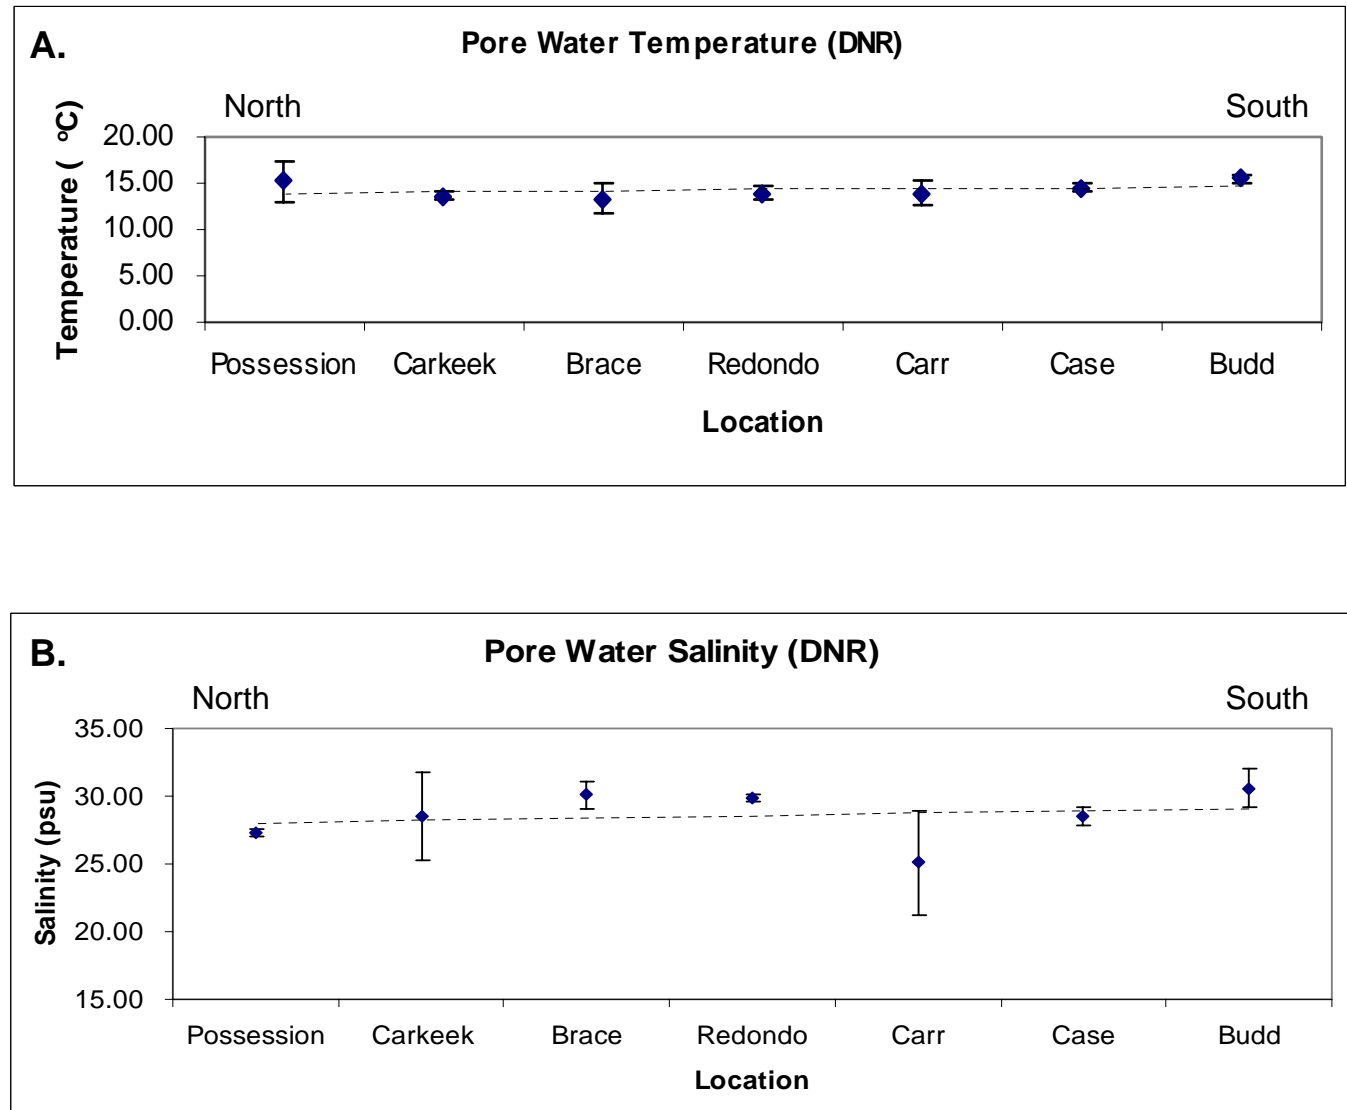 A.
Pore Water Temperature (DNR)
North South
Temperature ( ºC)
20.00
15.00
10.00
5.00
0.00
Possession Carkeek Brace Redondo Carr Case Budd
Location
B.
Pore Water Salinity (DNR)
North South
Salinity (psu)
35.00
30.00
25.00
20.00
15.00
Possession Carkeek Brace Redondo Carr Case Budd
Location